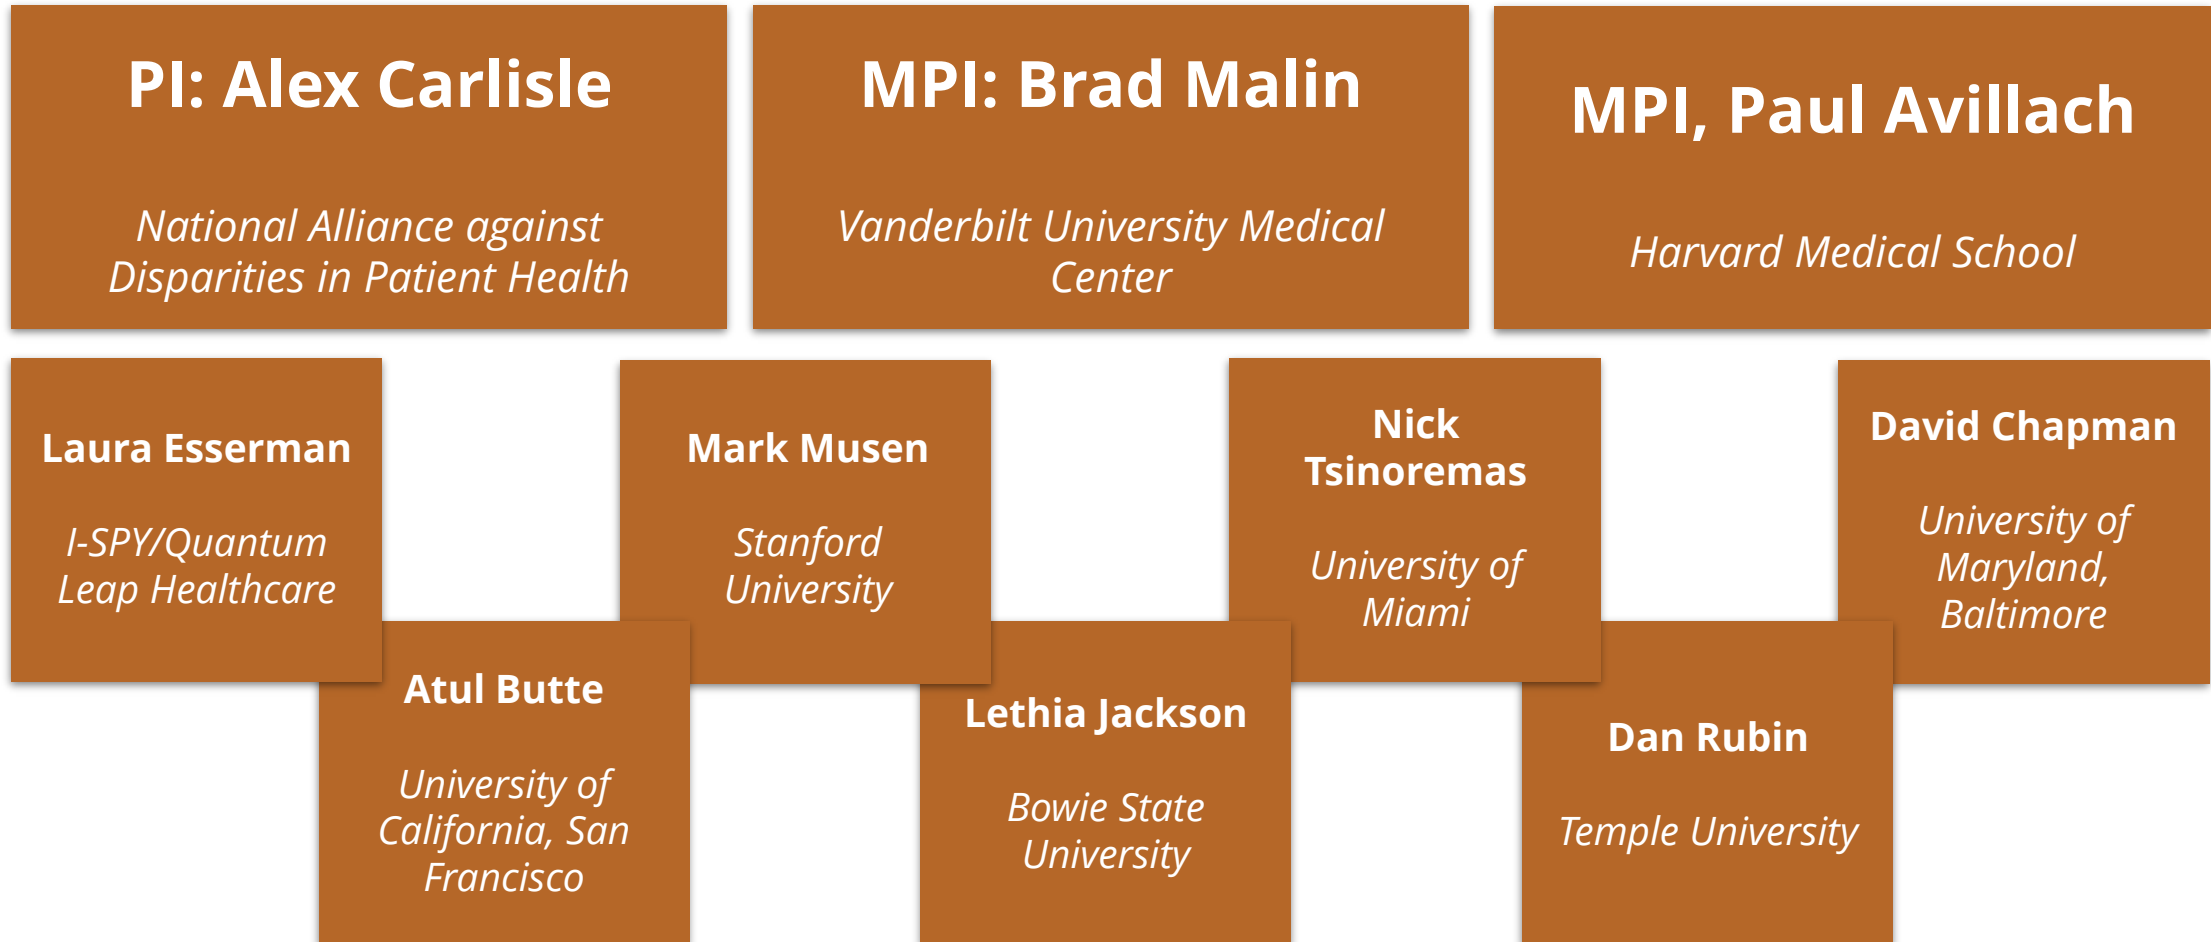 PI: Alex Carlisle
National Alliance against
Disparities in Patient Health
MPI: Brad Malin
Vanderbilt University Medical
Center
MPI, Paul Avillach
Harvard Medical School
Laura Esserman
I-SPY/Quantum
Leap Healthcare
Mark Musen
Stanford
University
Nick
Tsinoremas
University of
Miami
David Chapman
University of
Maryland,
Baltimore
Atul Butte
University of
California, San
Francisco
Lethia Jackson
Bowie State
University
Dan Rubin
Temple University